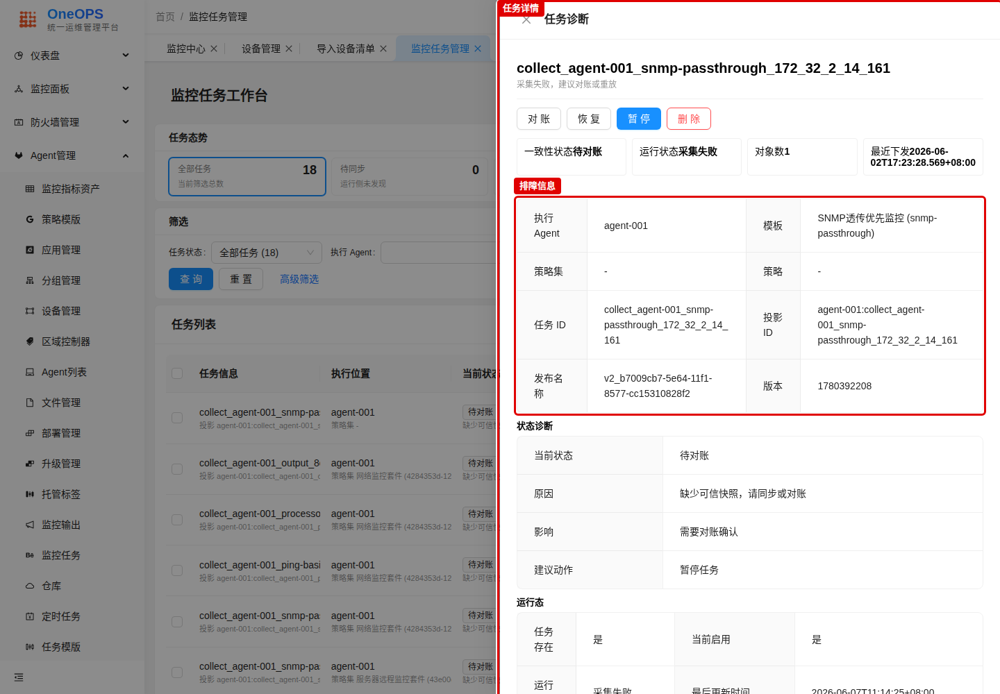 OneOPS
统一运维管理平台
仪表盘
监控面板
防火墙管理
Agent管理
监控指标资产
策略模版
应用管理
分组管理
设备管理
区域控制器
Agent列表
文件管理
部署管理
升级管理
托管标签
监控输出
监控任务
仓库
定时任务
任务模版
首页 / 监控任务管理
监控中心
设备管理
导入设备清单
监控任务管理
监控任务工作台
任务态势
全部任务 18
当前筛选总数
待同步 0
运行侧未发现
筛选
任务状态: 全部任务 (18) 执行 Agent:
查 询 重 置 高级筛选
任务列表
任务信息 执行位置 当前状态
collect_agent-001_snmp-pa agent-001 待对账
投影 agent-001:collect_agent-001_s 策略集 - 缺少可信
collect_agent-001_output_8 agent-001 待对账
投影 agent-001:collect_agent-001_c 策略集 网络监控套件 (4284353d-12 缺少可信
collect_agent-001_processo agent-001 待对账
投影 agent-001:collect_agent-001_p 策略集 网络监控套件 (4284353d-12 缺少可信
collect_agent-001_ping-basi agent-001 待对账
投影 agent-001:collect_agent-001_p 策略集 网络监控套件 (4284353d-12 缺少可信
collect_agent-001_snmp-pa agent-001 待对账
投影 agent-001:collect_agent-001_s 策略集 网络监控套件 (4284353d-12 缺少可信
collect_agent-001_snmp-pa agent-001 待对账
投影 agent-001:collect_agent-001_s 策略集 服务器远程监控套件 (43e00 缺少可信
任务详情
任务诊断
collect_agent-001_snmp-passthrough_172_32_2_14_161
采集失败，建议对账或重放
对 账 恢 复 暂 停 删 除
一致性状态待对账
运行状态采集失败
对象数1
最近下发2026-06-
02T17:23:28.569+08:00
排障信息
执行
Agent
agent-001
模板
SNMP透传优先监控 (snmp-
passthrough)
策略集 - 策略 -
任务 ID
collect_agent-001_snmp-
passthrough_172_32_2_14_
161
投影
ID
agent-001:collect_agent-
001_snmp-
passthrough_172_32_2_14_161
发布名
称
v2_b7009cb7-5e64-11f1-
8577-cc15310828f2
版本
1780392208
状态诊断
当前状态 待对账
原因 缺少可信快照，请同步或对账
影响 需要对账确认
建议动作 暂停任务
运行态
任务
存在
是
当前启用
是
运行
采集失败
最后更新时间
2026-06-07T11:14:25+08:00